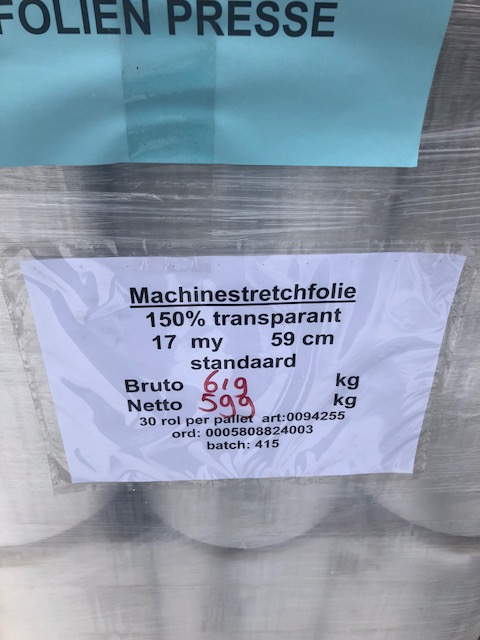 FOLIEN PRESSE
Machinestretchfolie
150% transparant
17 my 59 cm
standaard
Bruto 619 kg
Netto 599 kg
30 rol per pallet art:0094255
ord: 0005808824003
batch: 415